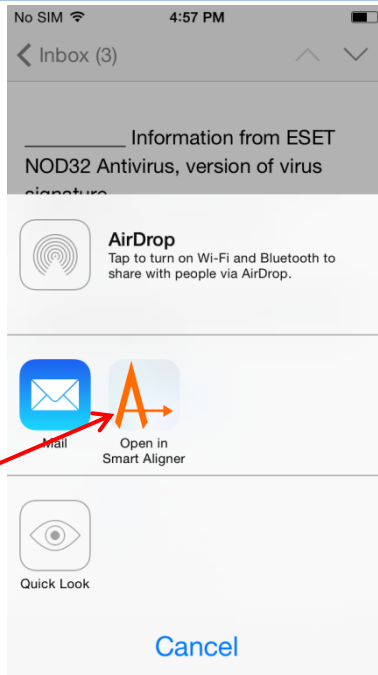 No SIM 4:57 PM
Inbox (3)
________ Information from ESET
NOD32 Antivirus, version of virus
signature
AirDrop
Tap to turn on Wi-Fi and Bluetooth to
share with people via AirDrop.
Mail
Open in
Smart Aligner
Quick Look
Cancel